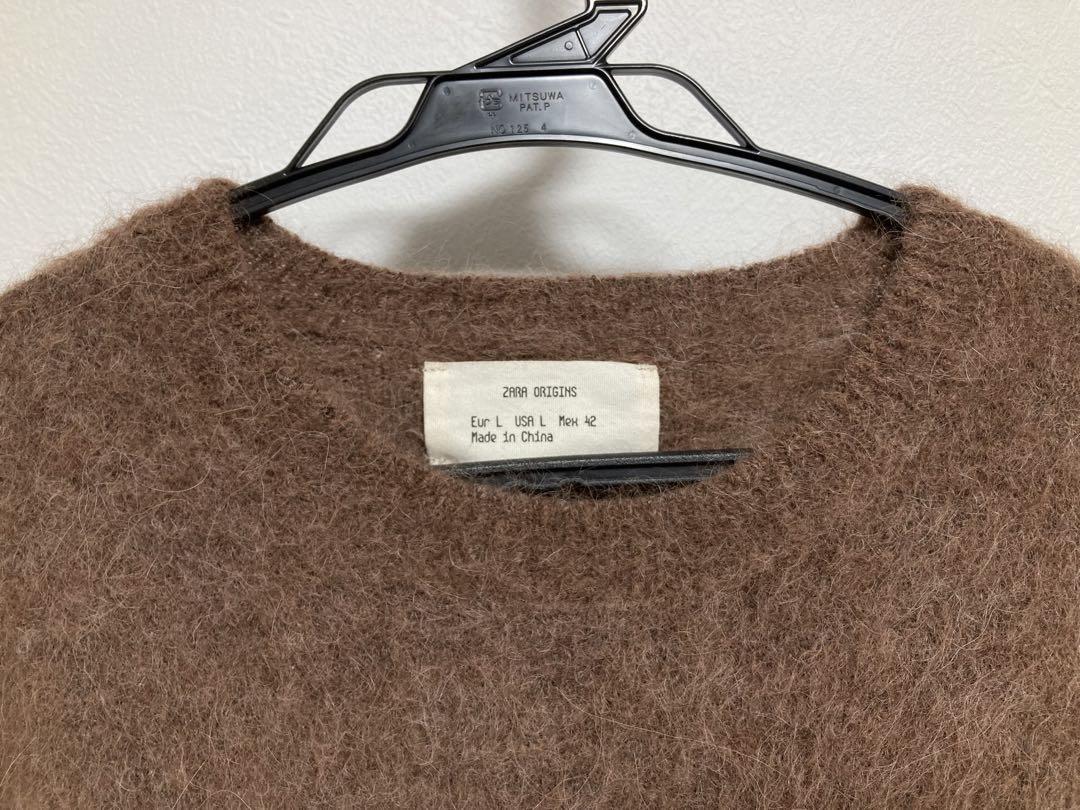 MITSUWA
PAT.P
NO 125 4
ZARA ORIGINS
Eur L USA L Mex 42
Made in China